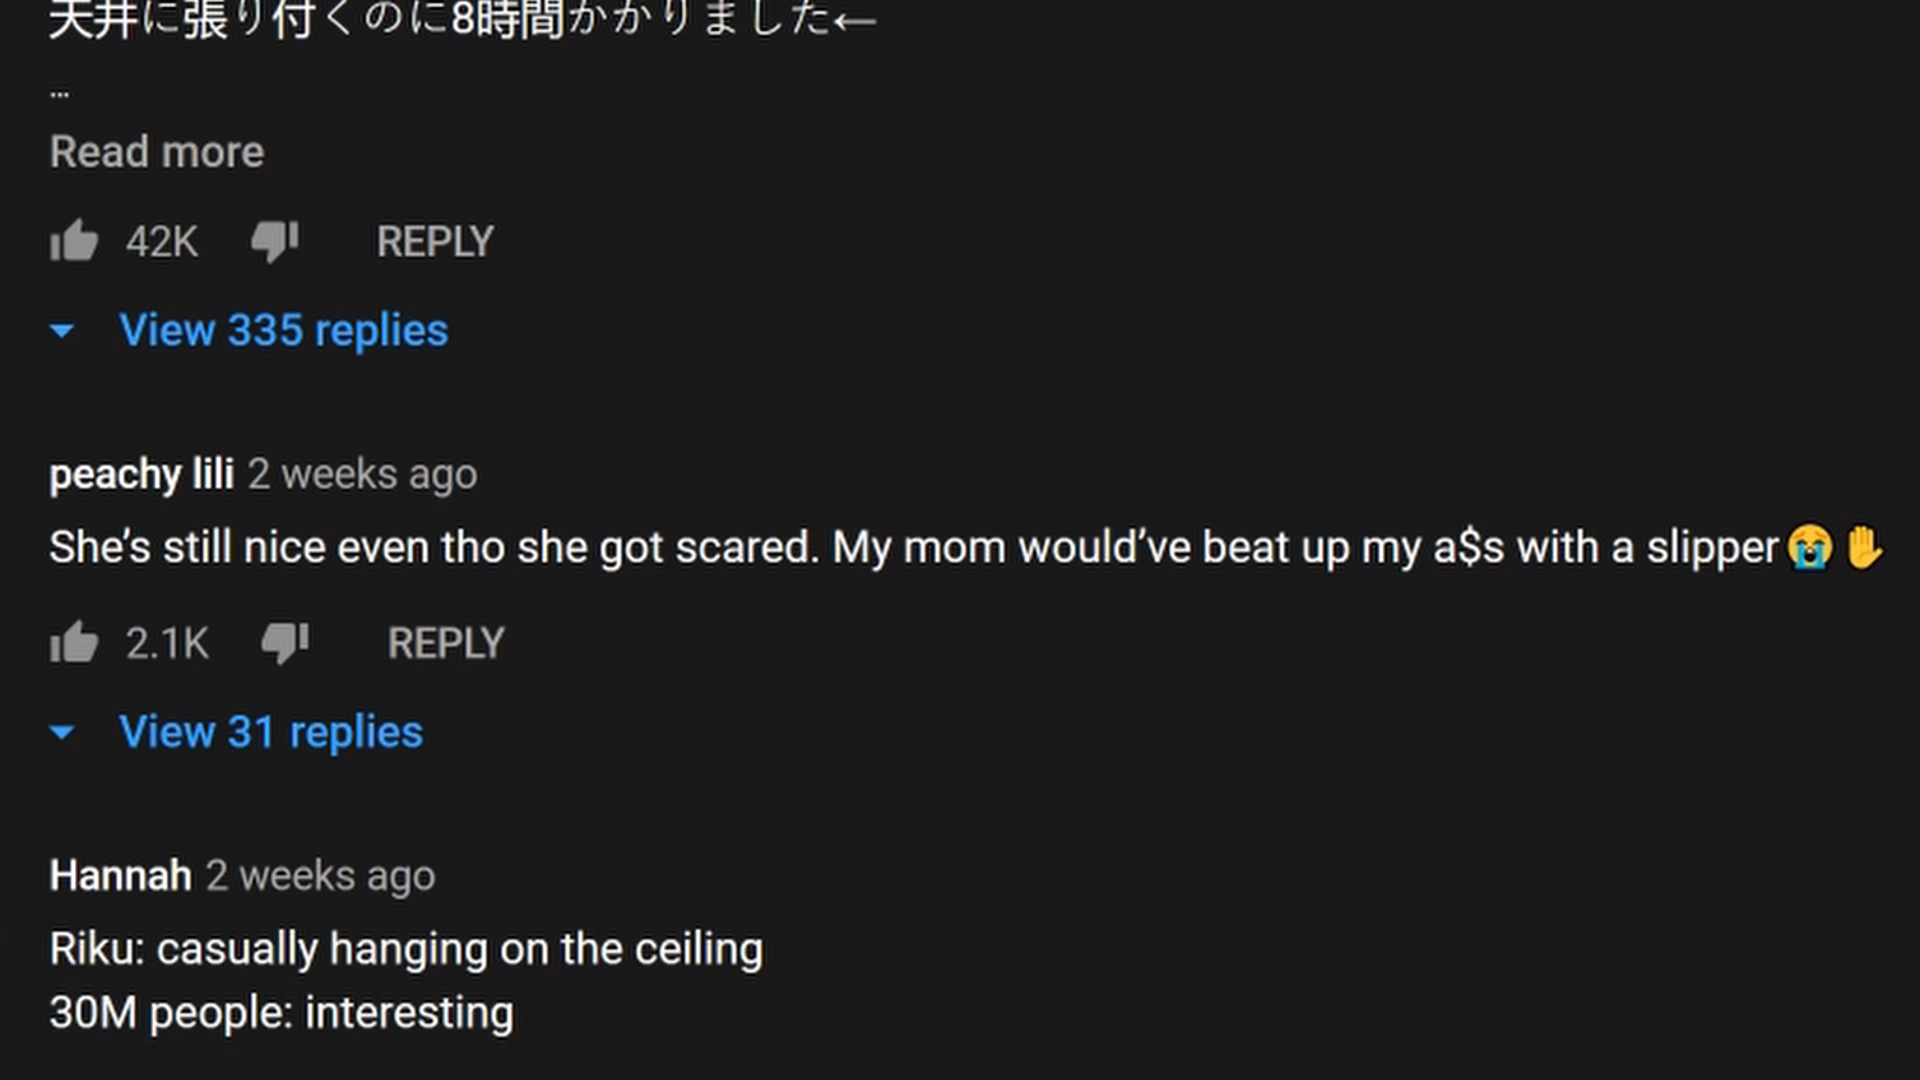 天井に張り付くのに8時間かかりました←
…
Read more
42K REPLY
View 335 replies
peachy lili 2 weeks ago
She’s still nice even tho she got scared. My mom would’ve beat up my a$s with a slipper😭✋
2.1K REPLY
View 31 replies
Hannah 2 weeks ago
Riku: casually hanging on the ceiling
30M people: interesting